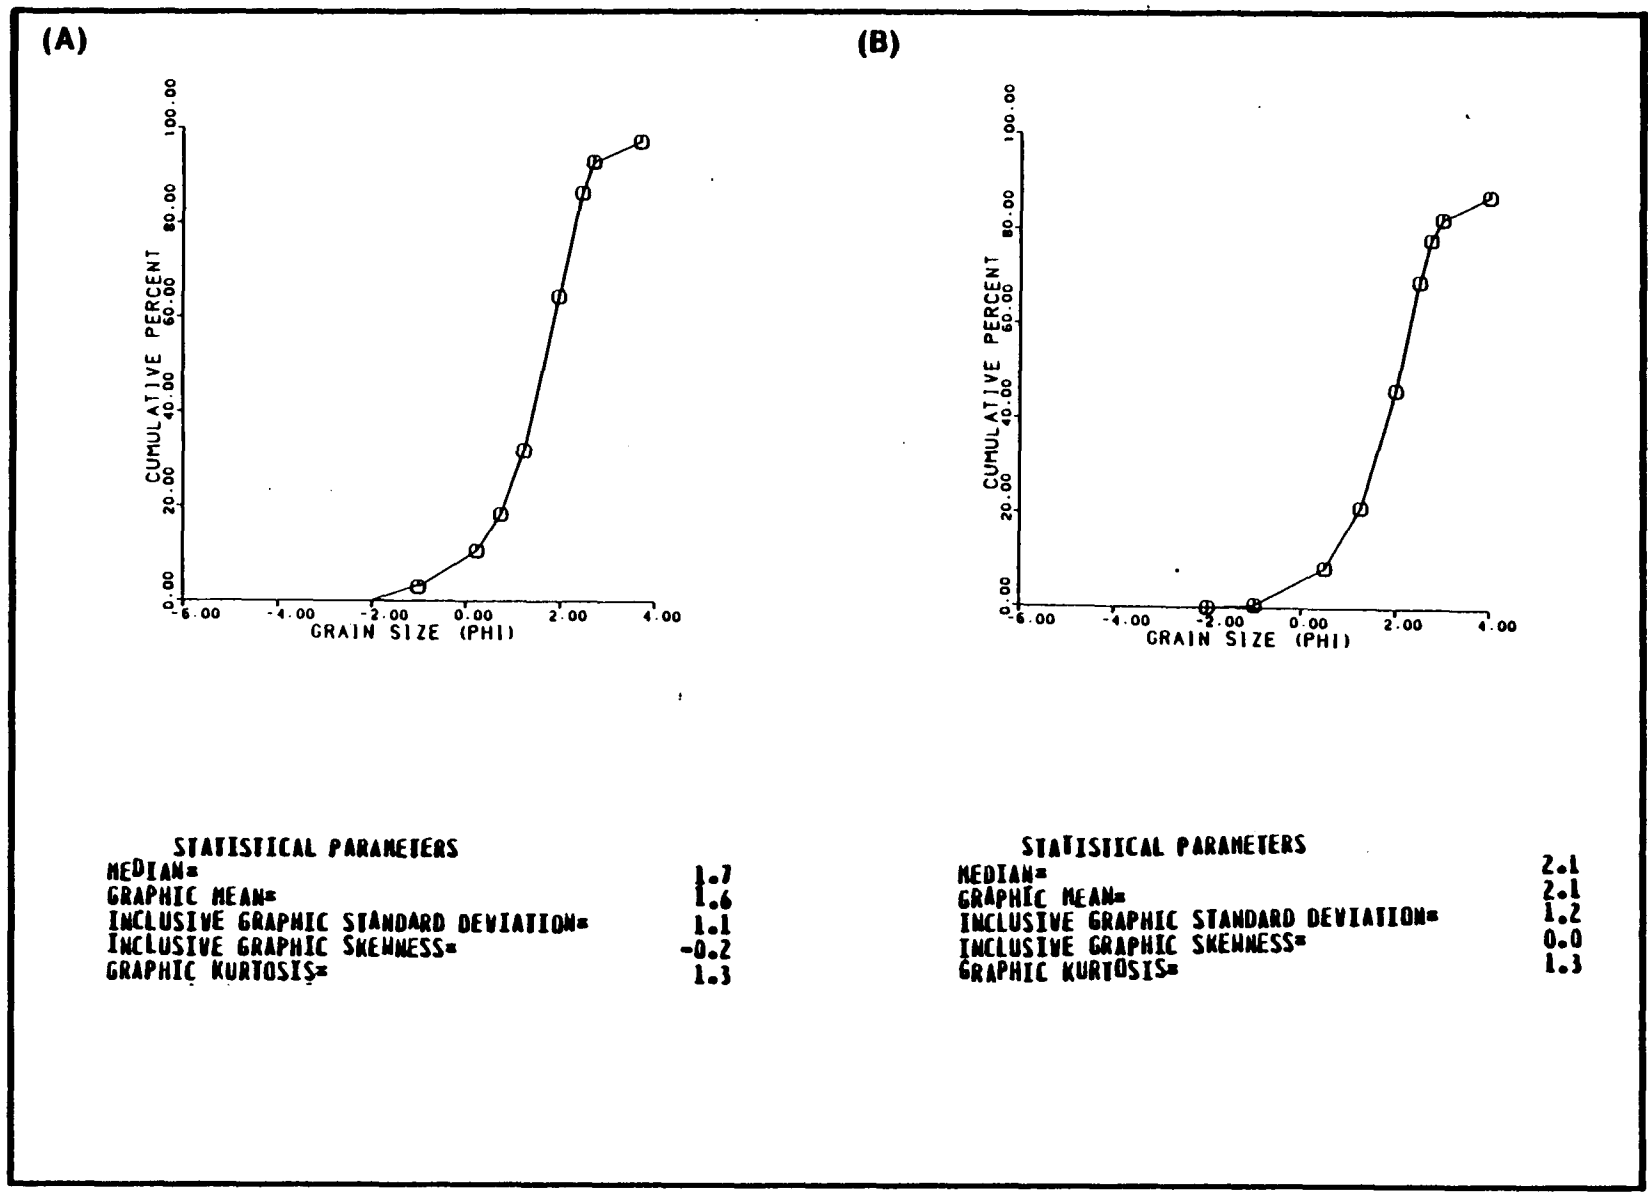 (A)
(B)
100.00
80.00
60.00
40.00
20.00
0.00
CUMULATIVE PERCENT
-6.00 -4.00 -2.00 0.00 2.00 4.00
GRAIN SIZE (PHI)
100.00
80.00
60.00
40.00
20.00
0.00
CUMULATIVE PERCENT
-6.00 -4.00 -2.00 0.00 2.00 4.00
GRAIN SIZE (PHI)
STATISTICAL PARAMETERS
MEDIAN= 1.7
GRAPHIC MEAN= 1.6
INCLUSIVE GRAPHIC STANDARD DEVIATION= 1.1
INCLUSIVE GRAPHIC SKEWNESS= -0.2
GRAPHIC KURTOSIS= 1.3
STATISTICAL PARAMETERS
MEDIAN= 2.1
GRAPHIC MEAN= 2.1
INCLUSIVE GRAPHIC STANDARD DEVIATION= 1.2
INCLUSIVE GRAPHIC SKEWNESS= 0.0
GRAPHIC KURTOSIS= 1.3